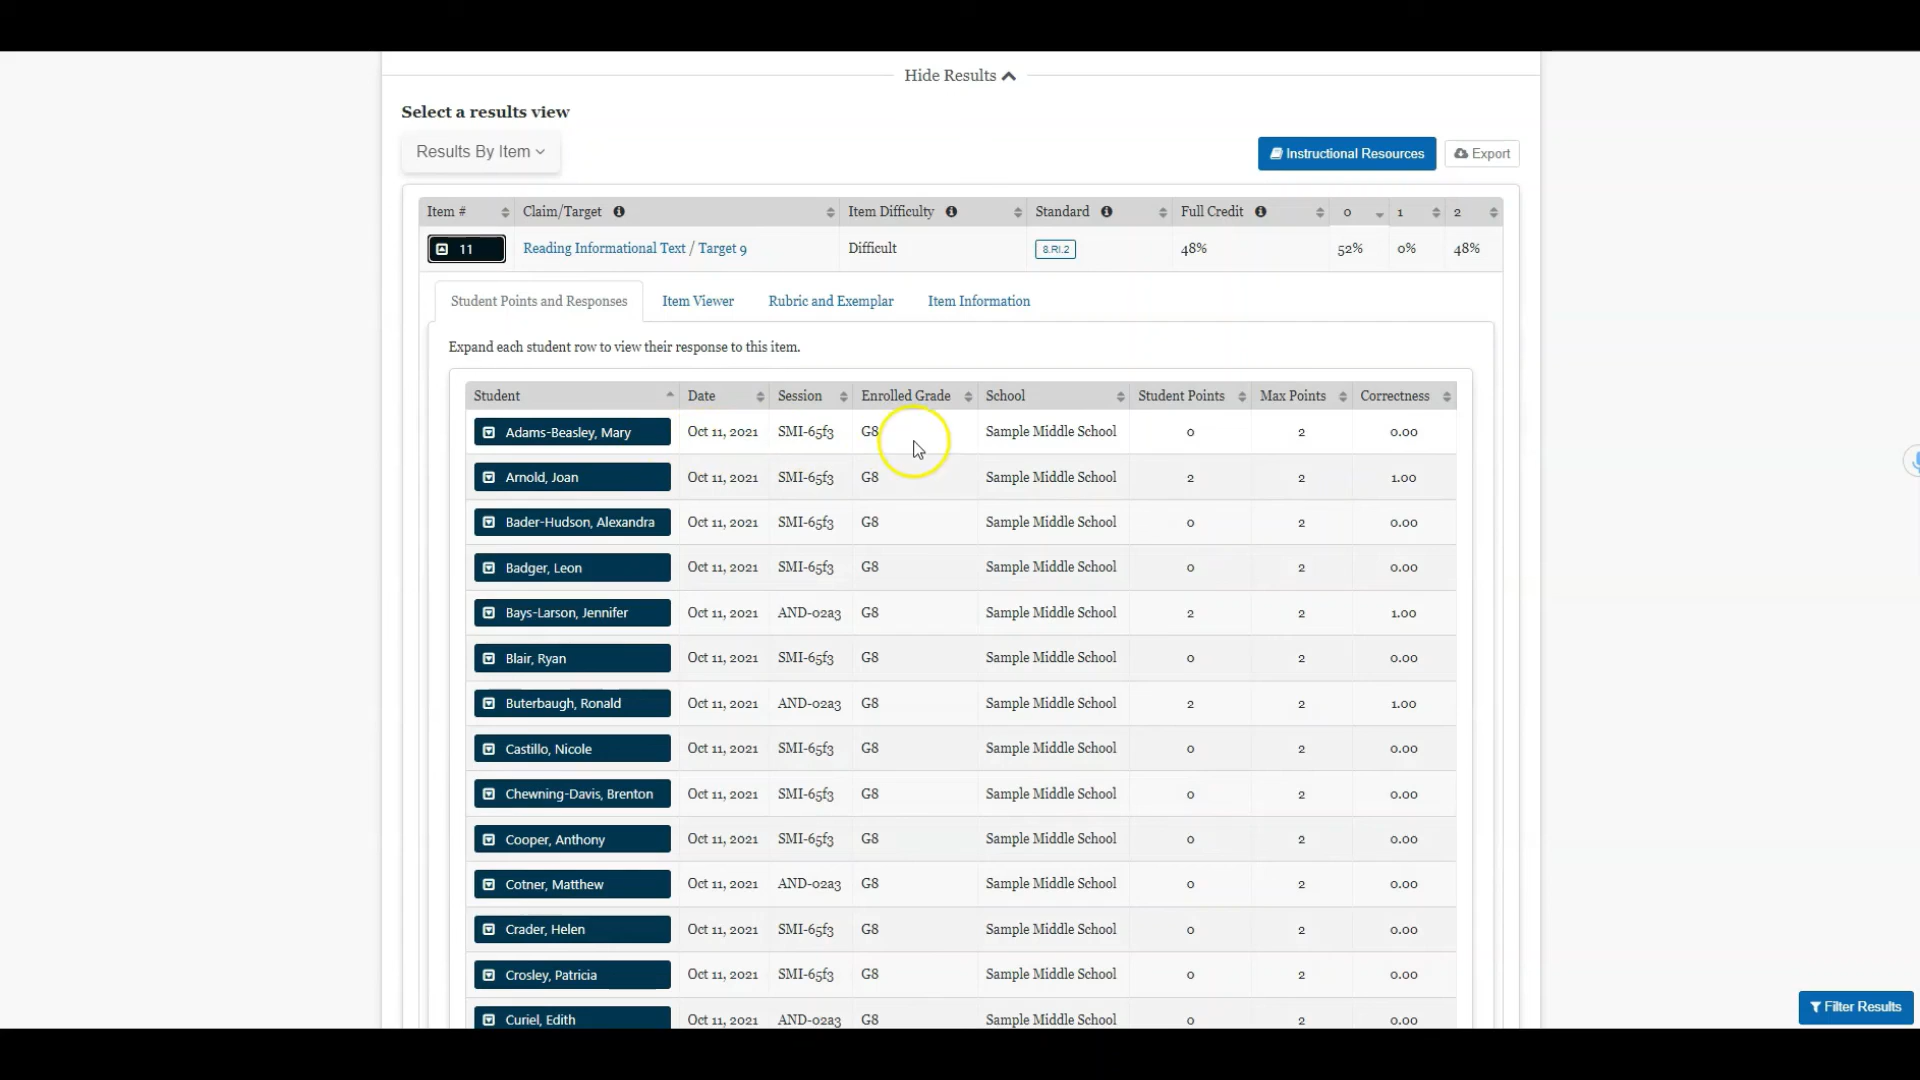 Hide Results
Select a results view
Results By Item
Instructional Resources Export
Item # Claim/Target Item Difficulty Standard Full Credit 0 1 2
11 Reading Informational Text / Target 9 Difficult 8.RI.2 48% 52% 0% 48%
Student Points and Responses Item Viewer Rubric and Exemplar Item Information
Expand each student row to view their response to this item.
Student Date Session Enrolled Grade School Student Points Max Points Correctness
Adams-Beasley, Mary Oct 11, 2021 SMI-65f3 G8 Sample Middle School 0 2 0.00
Arnold, Joan Oct 11, 2021 SMI-65f3 G8 Sample Middle School 2 2 1.00
Bader-Hudson, Alexandra Oct 11, 2021 SMI-65f3 G8 Sample Middle School 0 2 0.00
Badger, Leon Oct 11, 2021 SMI-65f3 G8 Sample Middle School 0 2 0.00
Bays-Larson, Jennifer Oct 11, 2021 AND-02a3 G8 Sample Middle School 2 2 1.00
Blair, Ryan Oct 11, 2021 SMI-65f3 G8 Sample Middle School 0 2 0.00
Buterbaugh, Ronald Oct 11, 2021 AND-02a3 G8 Sample Middle School 2 2 1.00
Castillo, Nicole Oct 11, 2021 SMI-65f3 G8 Sample Middle School 0 2 0.00
Chewning-Davis, Brenton Oct 11, 2021 SMI-65f3 G8 Sample Middle School 0 2 0.00
Cooper, Anthony Oct 11, 2021 SMI-65f3 G8 Sample Middle School 0 2 0.00
Cotner, Matthew Oct 11, 2021 AND-02a3 G8 Sample Middle School 0 2 0.00
Crader, Helen Oct 11, 2021 SMI-65f3 G8 Sample Middle School 0 2 0.00
Crosley, Patricia Oct 11, 2021 SMI-65f3 G8 Sample Middle School 0 2 0.00
Curiel, Edith Oct 11, 2021 AND-02a3 G8 Sample Middle School 0 2 0.00
Filter Results